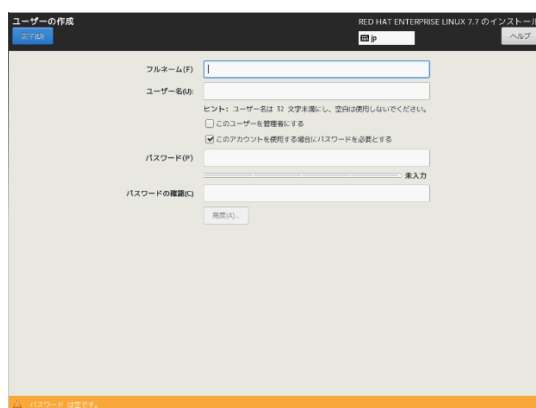 ユーザーの作成
RED HAT ENTERPRISE LINUX 7.7 のインストール
完了(D)
jp
ヘルプ
フルネーム(F)
ユーザー名(U)
ヒント: ユーザー名は 32 文字未満にし、空白は使用しないでください。
このユーザーを管理者にする
このアカウントを使用する場合にパスワードを必要とする
パスワード(P)
未入力
パスワードの確認(C)
高度(A)...
パスワード は空です。